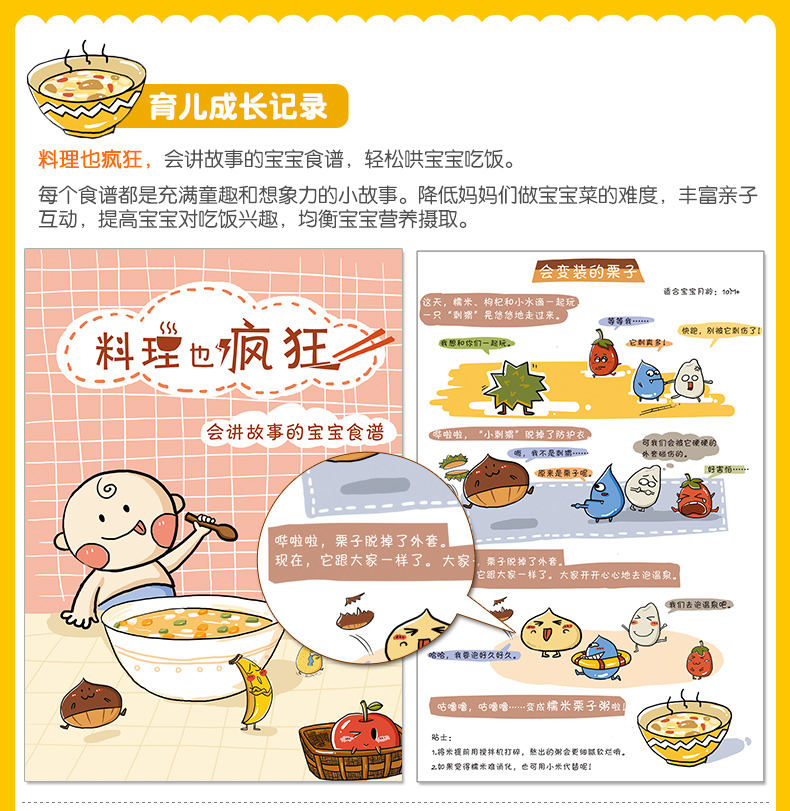 育儿成长记录
料理也疯狂，会讲故事的宝宝食谱，轻松哄宝宝吃饭。
每个食谱都是充满童趣和想象力的小故事。降低妈妈们做宝宝菜的难度，丰富亲子
互动，提高宝宝对吃饭兴趣，均衡宝宝营养摄取。
料理也疯狂
会讲故事的宝宝食谱
会变装的栗子
适合宝宝月龄：10M+
这天，糯米、枸杞和小水滴一起玩，
一只“刺猬”是悠悠地走过来。
等等我……
快跑，别被它刺伤了！
我想和你们一起玩。
它刺真多！
哗啦啦，“小刺猬”脱掉了防护衣。
可我们会被它硬硬的
外套碰伤的。
哦，我不是刺猬……
原来是栗子呢。
好害怕……
哗啦啦，栗子脱掉了外套。
现在，它跟大家一样了。大家
，栗子脱掉了外套。
它跟大家一样了。大家开开心心地去泡温泉。
我们去泡温泉吧。
哈哈，我要泡好久好久。
咕噜噜，咕噜噜……变成糯米栗子粥啦！
贴士：
1.将米提前用搅拌机打碎，熬出的粥会更细腻软烂哦。
2.如果觉得糯米难消化，也可用小米代替呢！